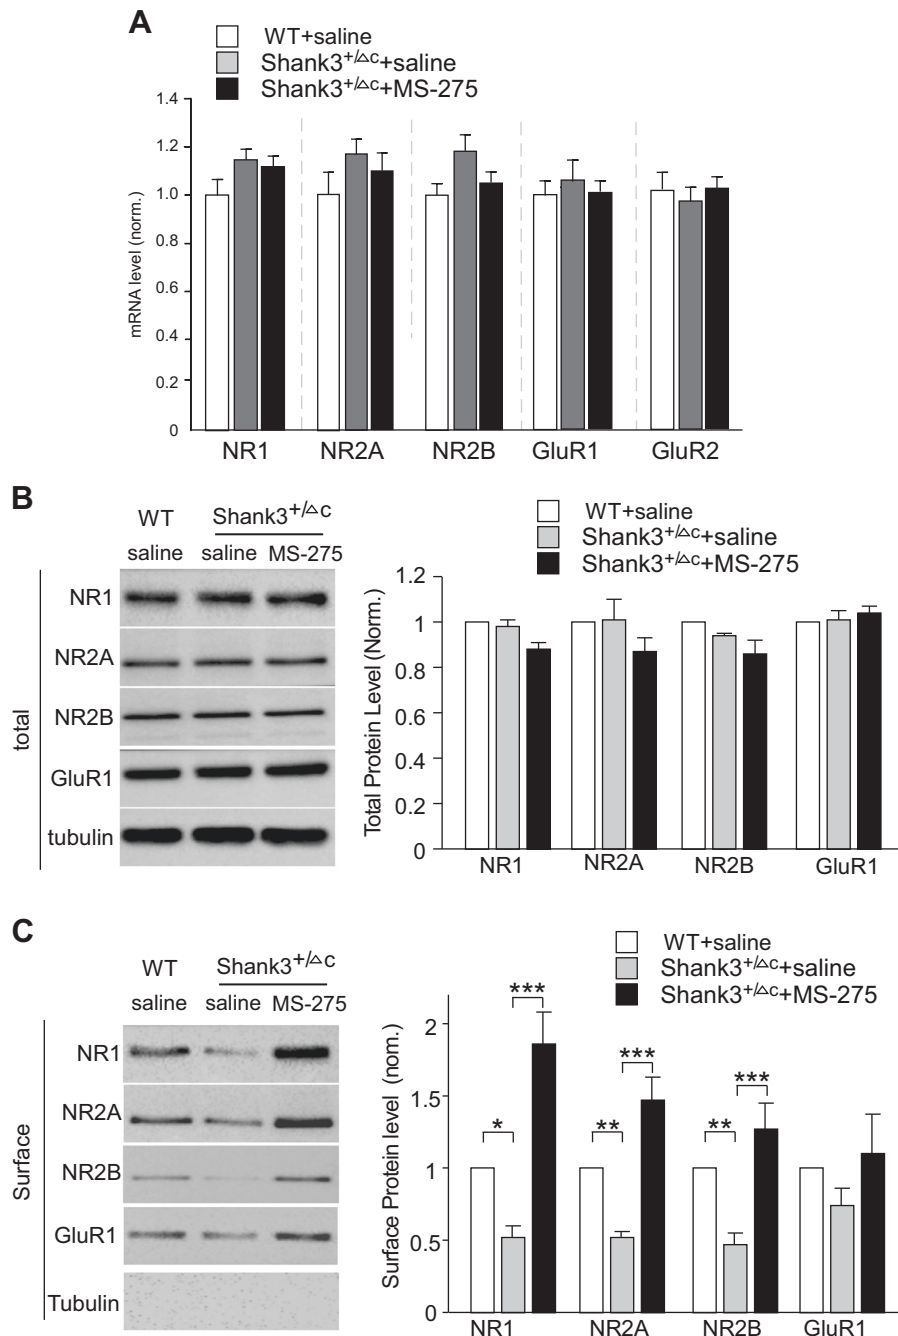 A
WT+saline
Shank3+/△C+saline
Shank3+/△C+MS-275
1.4
1.2
1.0
0.8
0.6
0.4
0.2
0
mRNA level (norm.)
NR1 NR2A NR2B GluR1 GluR2
B
WT Shank3+/△C
saline saline MS-275
total
NR1
NR2A
NR2B
GluR1
tubulin
WT+saline
Shank3+/△C+saline
Shank3+/△C+MS-275
1.2
1
0.8
0.6
0.4
0.2
0
Total Protein Level (Norm.)
NR1 NR2A NR2B GluR1
C
WT Shank3+/△C
saline saline MS-275
Surface
NR1
NR2A
NR2B
GluR1
Tubulin
WT+saline
Shank3+/△C+saline
Shank3+/△C+MS-275
2
1.5
1
0.5
0
Surface Protein level (nom.)
* *** ** *** ** ***
NR1 NR2A NR2B GluR1